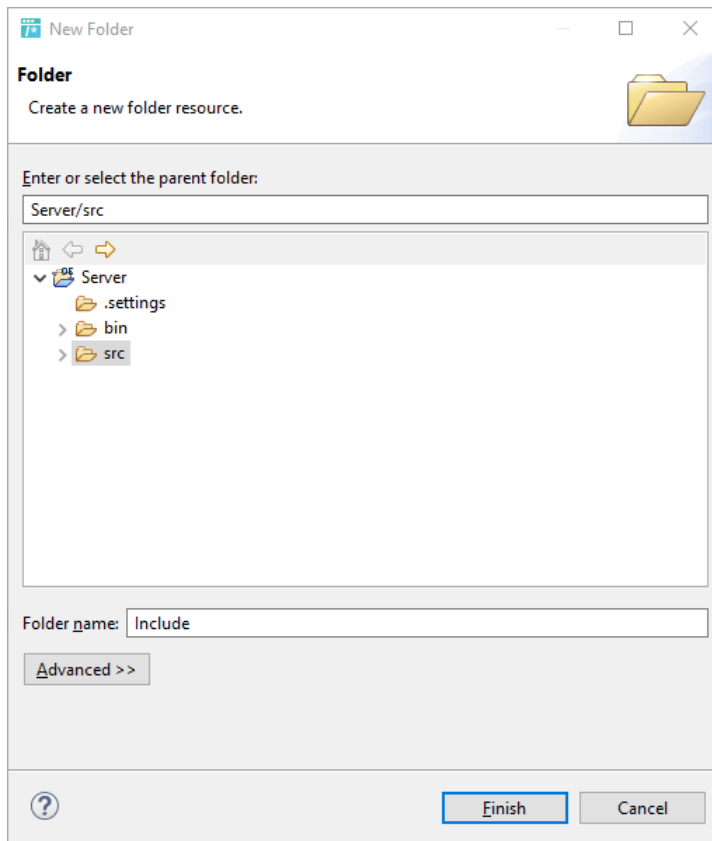 New Folder
Folder
Create a new folder resource.
Enter or select the parent folder:
Server/src
Server
.settings
bin
src
Folder name: Include
Advanced >>
Finish Cancel